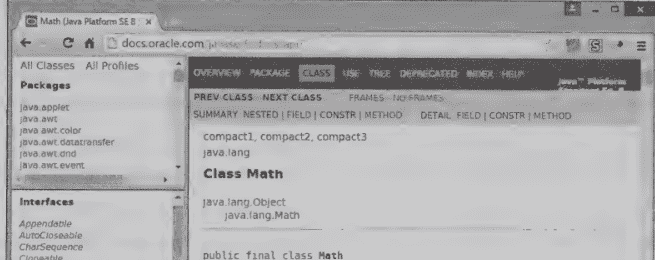 Math (Java Platform SE 8
docs.oracle.com
All Classes All Profiles
Packages
java.applet
java.awt
java.awt.color
java.awt.datatransfer
java.awt.dnd
java.awt.event
Interfaces
Appendable
AutoCloseable
CharSequence
Cloneable
OVERVIEW PACKAGE CLASS USE TREE DEPRECATED INDEX HELP
Java™ Platform
PREV CLASS NEXT CLASS FRAMES NO FRAMES
SUMMARY NESTED | FIELD | CONSTR | METHOD DETAIL FIELD | CONSTR | METHOD
compact1, compact2, compact3
java.lang
Class Math
java.lang.Object
java.lang.Math
public final class Math